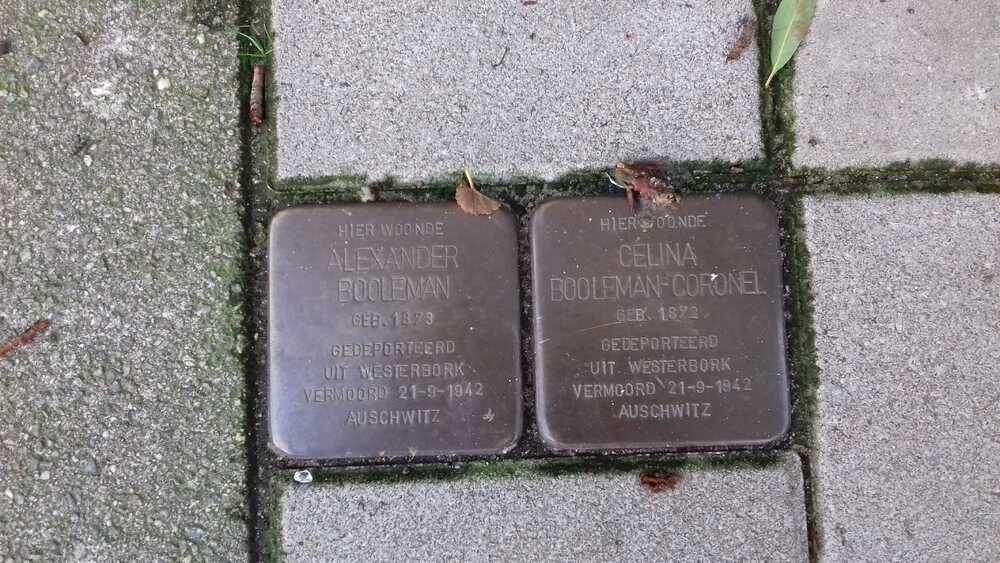 HIER WOONDE
ALEXANDER
BOOLEMAN
GEB. 1879
GEDEPORTEERD
UIT WESTERBORK
VERMOORD 21-9-1942
AUSCHWITZ
HIER WOONDE
CÉLINA
BOOLEMAN-CORONEL
GEB. 1872
GEDEPORTEERD
UIT WESTERBORK
VERMOORD 21-9-1942
AUSCHWITZ